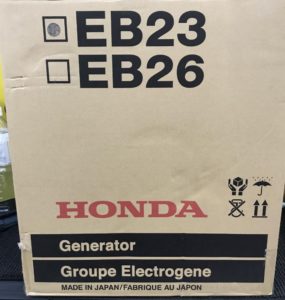 EB23
EB26
HONDA
Generator
Groupe Electrogene
MADE IN JAPAN/FABRIQUE AU JAPON